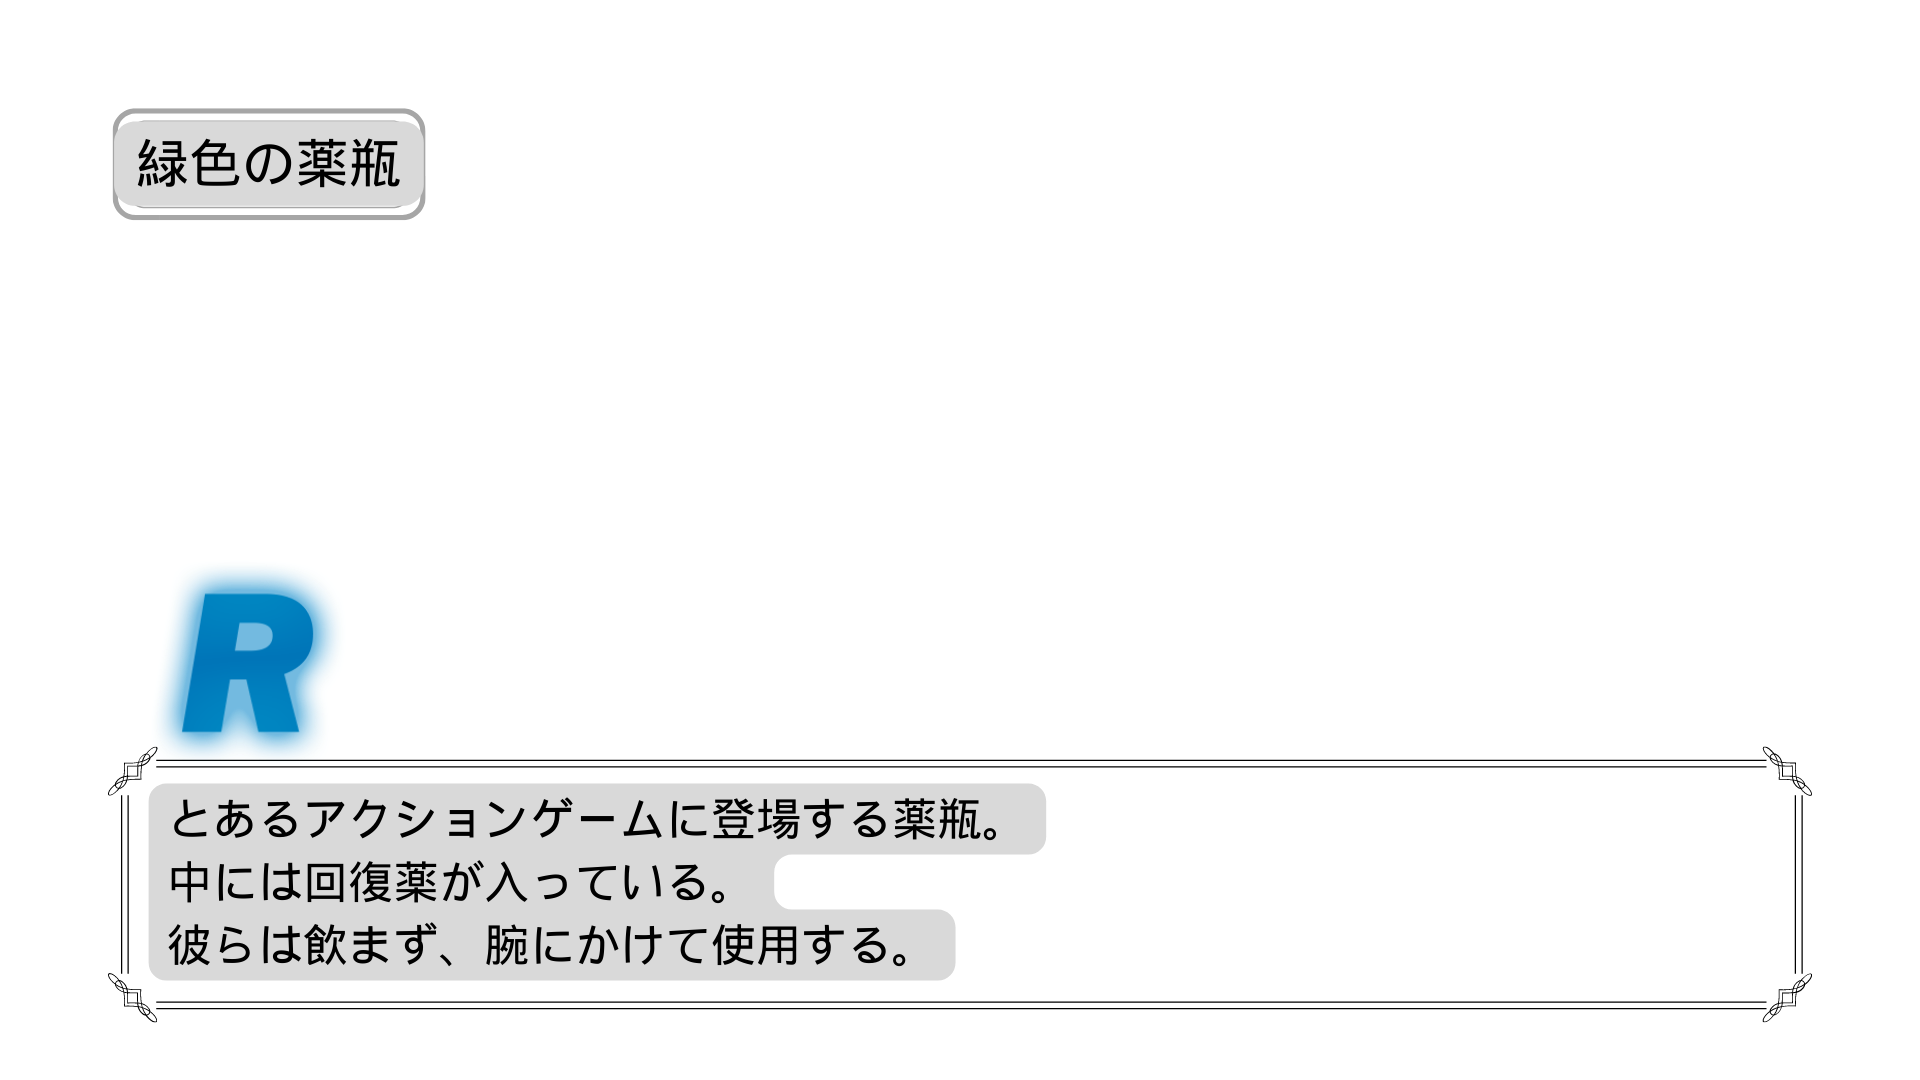 緑色の薬瓶
R
とあるアクションゲームに登場する薬瓶。
中には回復薬が入っている。
彼らは飲まず、腕にかけて使用する。